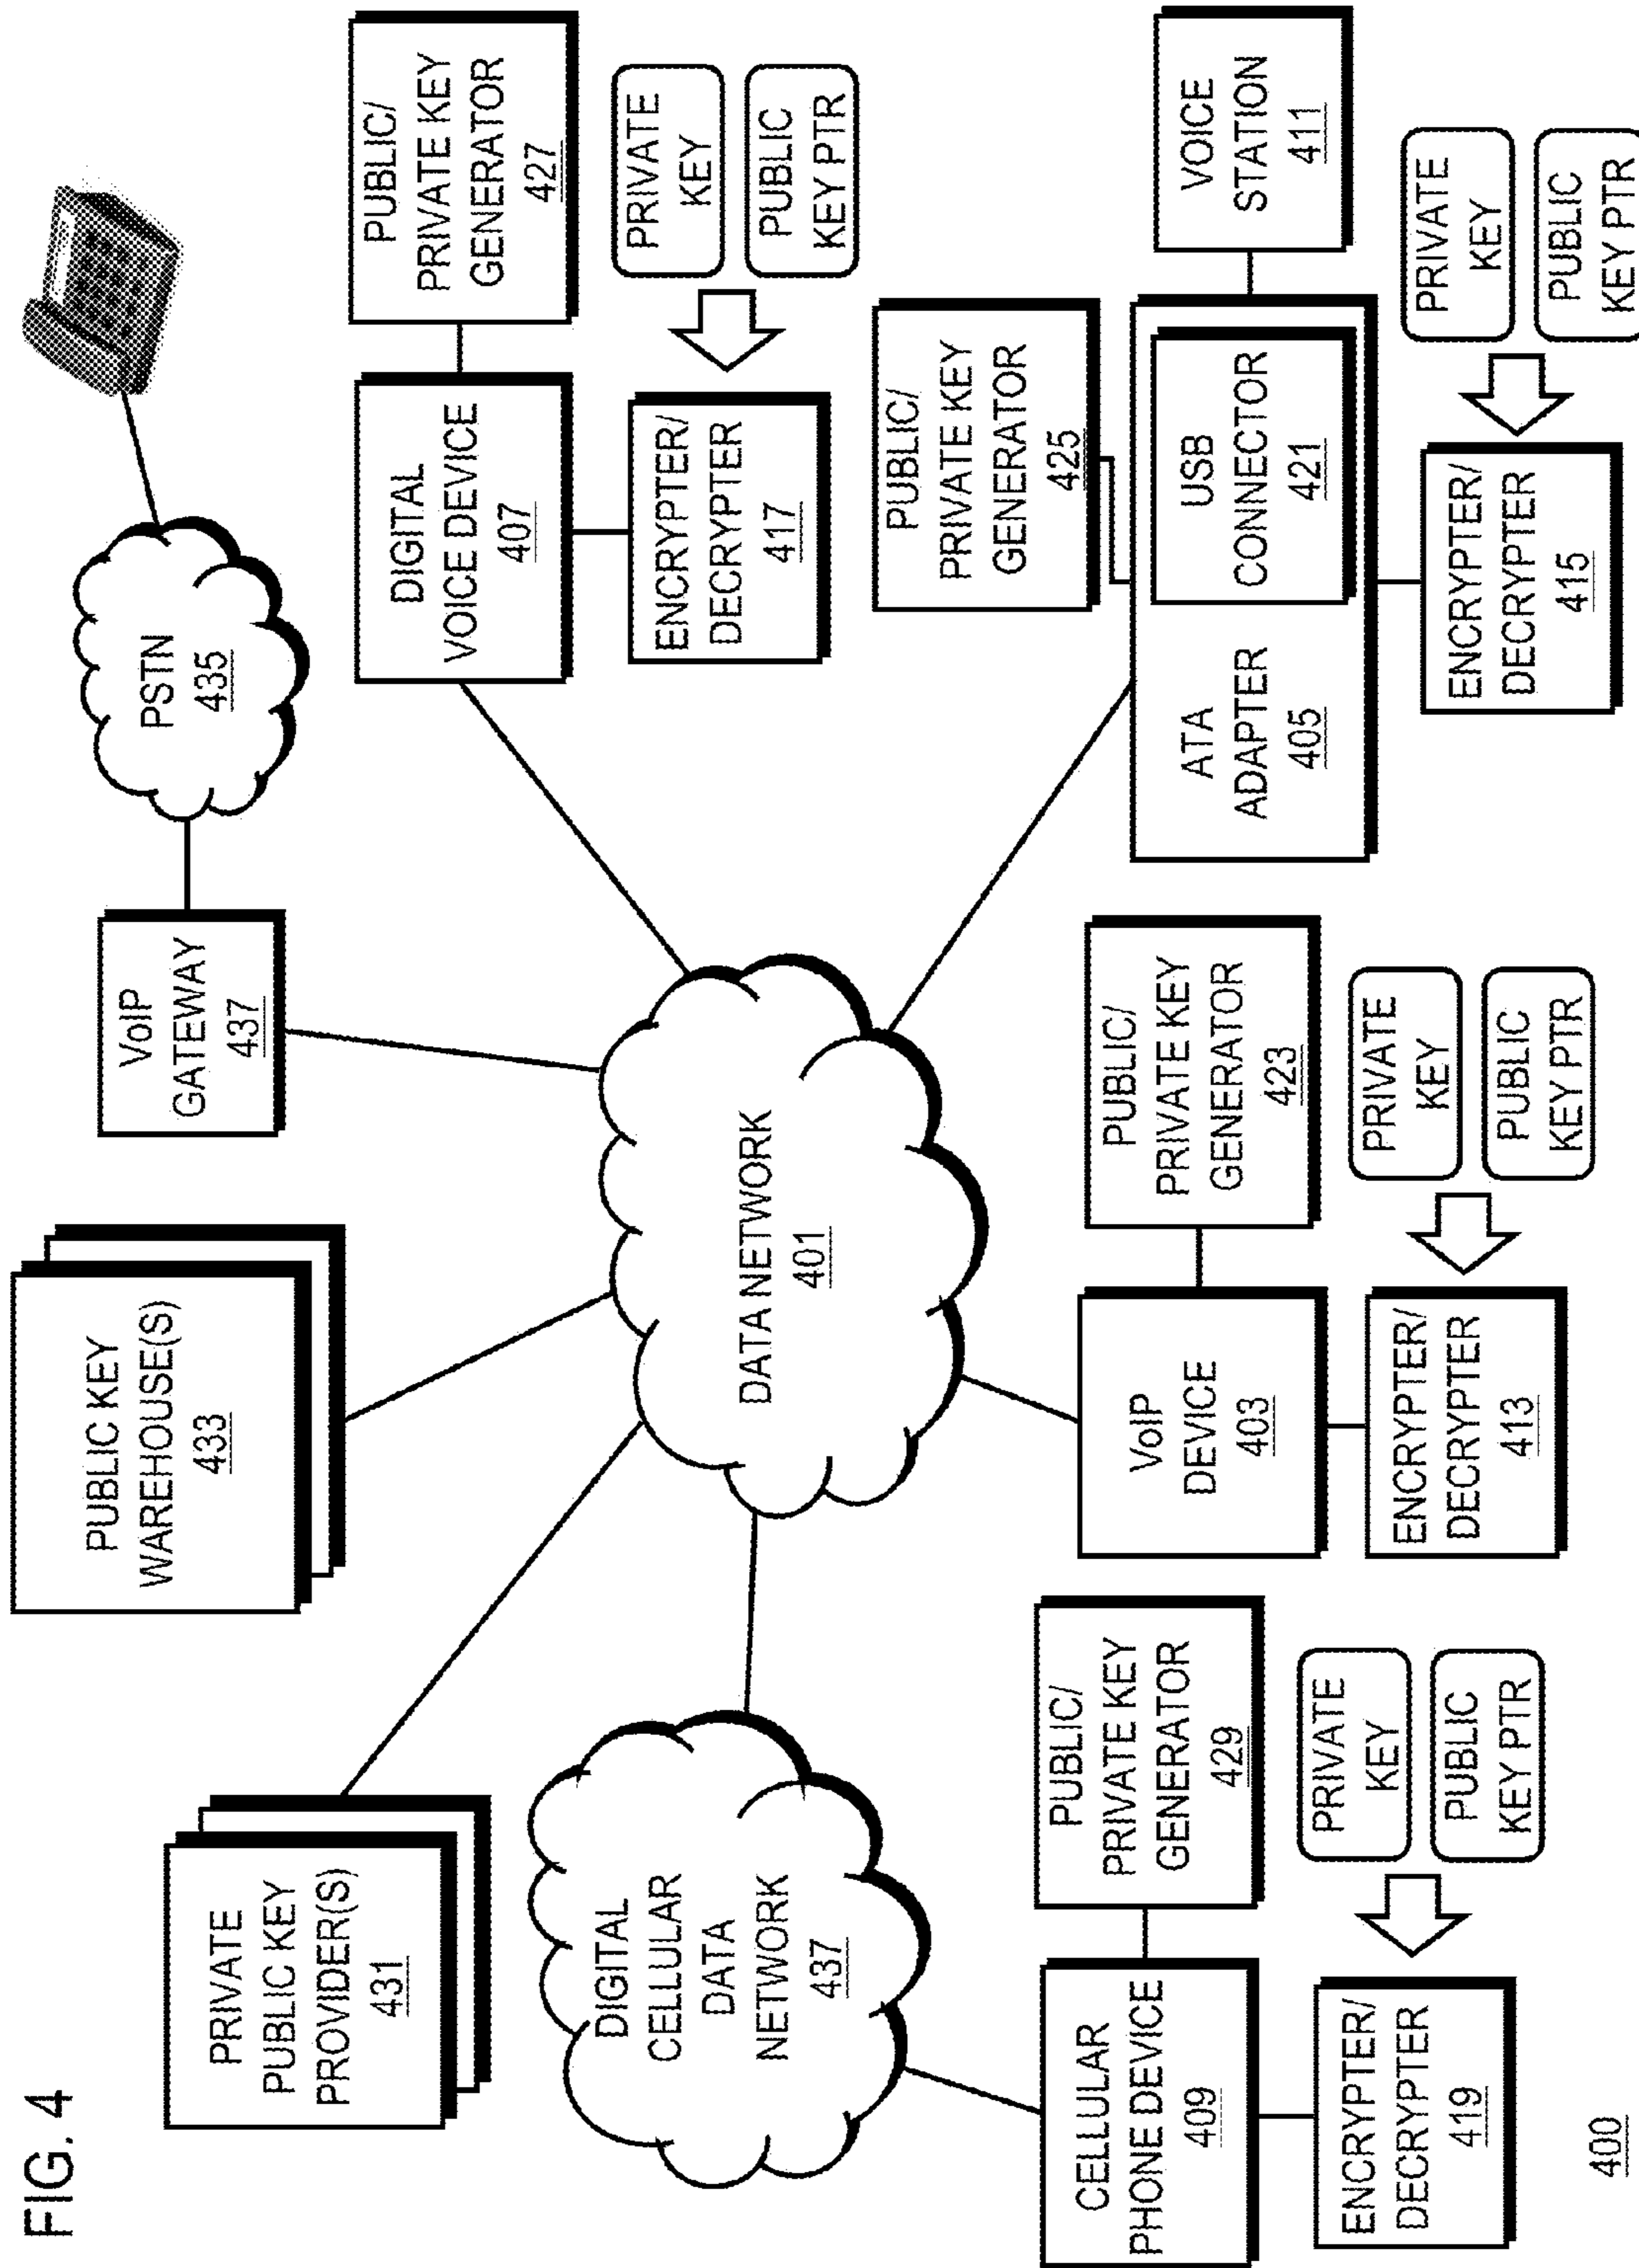 FIG. 4
PRIVATE
PUBLIC KEY
PROVIDER(S)
431
PUBLIC KEY
WAREHOUSE(S)
433
VoIP
GATEWAY
437
PSTN
435
DIGITAL
CELLULAR
DATA
NETWORK
437
DATA NETWORK
401
DIGITAL
VOICE DEVICE
407
PUBLIC/
PRIVATE KEY
GENERATOR
427
ENCRYPTER/
DECRYPTER
417
PRIVATE
KEY
PUBLIC
KEY PTR
CELLULAR
PHONE DEVICE
409
PUBLIC/
PRIVATE KEY
GENERATOR
429
ENCRYPTER/
DECRYPTER
419
PRIVATE
KEY
PUBLIC
KEY PTR
VoIP
DEVICE
403
PUBLIC/
PRIVATE KEY
GENERATOR
423
ENCRYPTER/
DECRYPTER
413
PRIVATE
KEY
PUBLIC
KEY PTR
PUBLIC/
PRIVATE KEY
GENERATOR
425
ATA
ADAPTER
405
USB
CONNECTOR
421
VOICE
STATION
411
ENCRYPTER/
DECRYPTER
415
PRIVATE
KEY
PUBLIC
KEY PTR
400